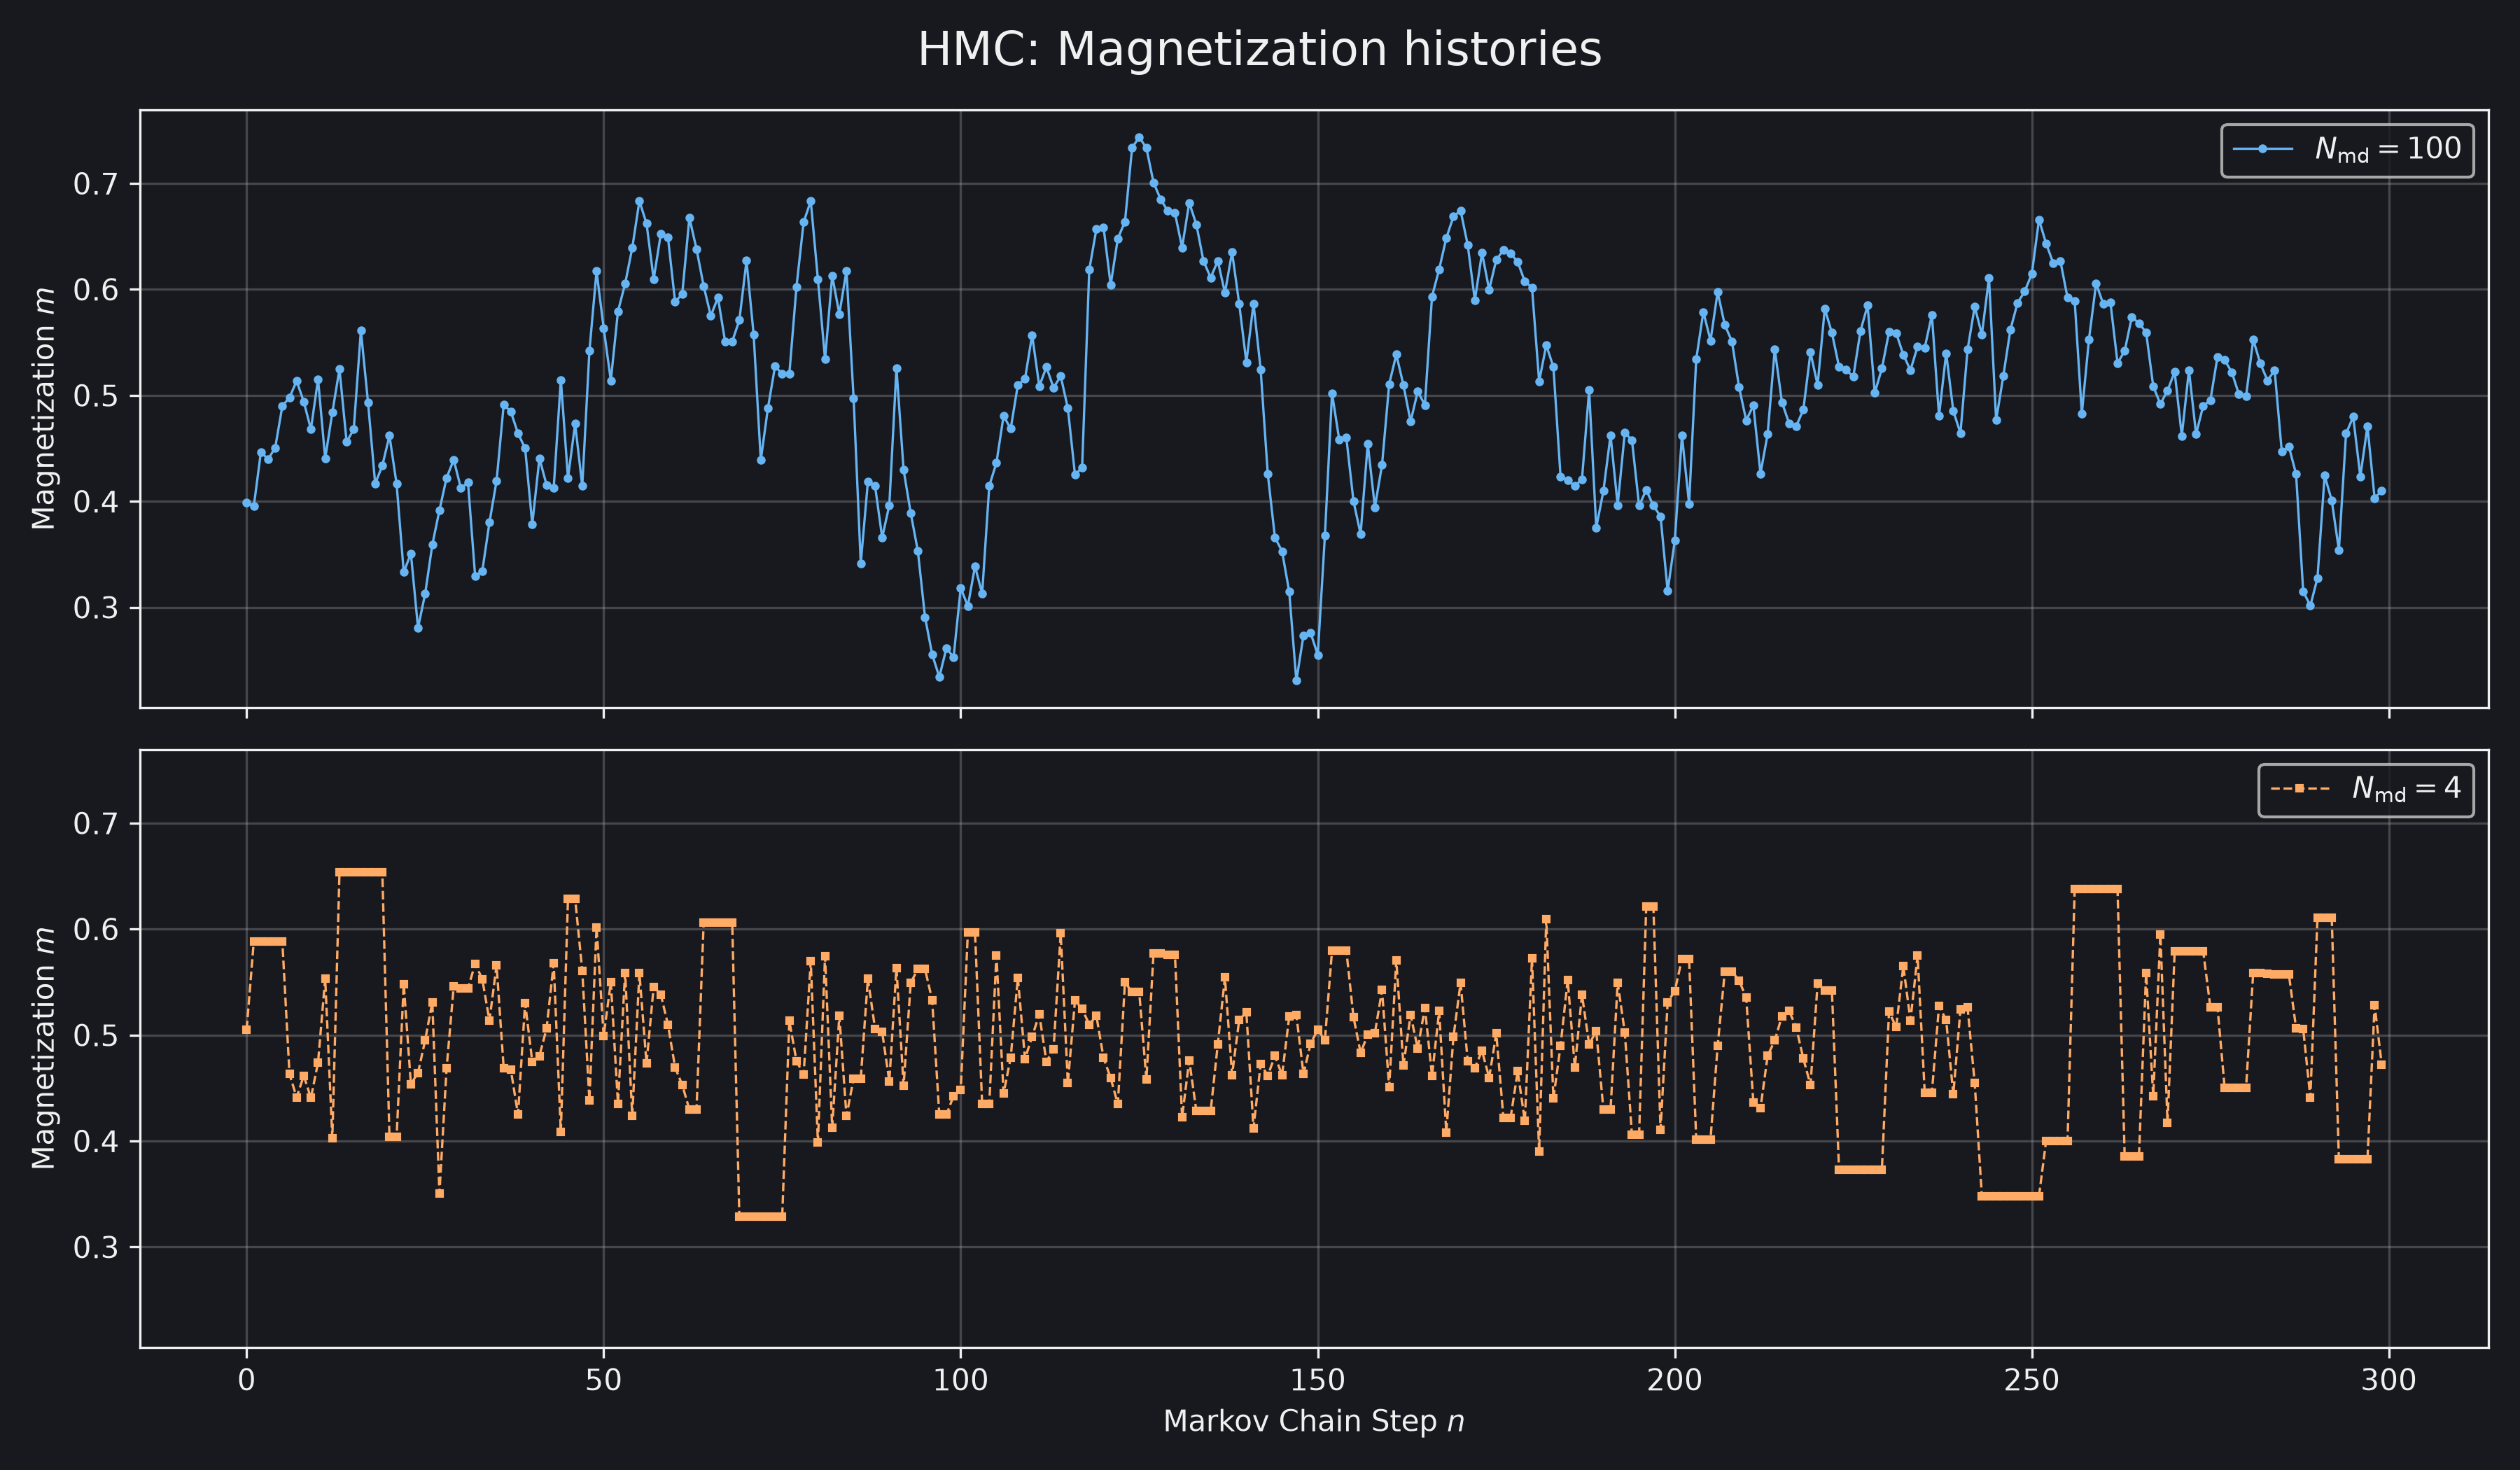 HMC: Magnetization histories
Magnetization m
0.7
0.6
0.5
0.4
0.3
N_md = 100
Magnetization m
0.7
0.6
0.5
0.4
0.3
N_md = 4
0 50 100 150 200 250 300
Markov Chain Step n